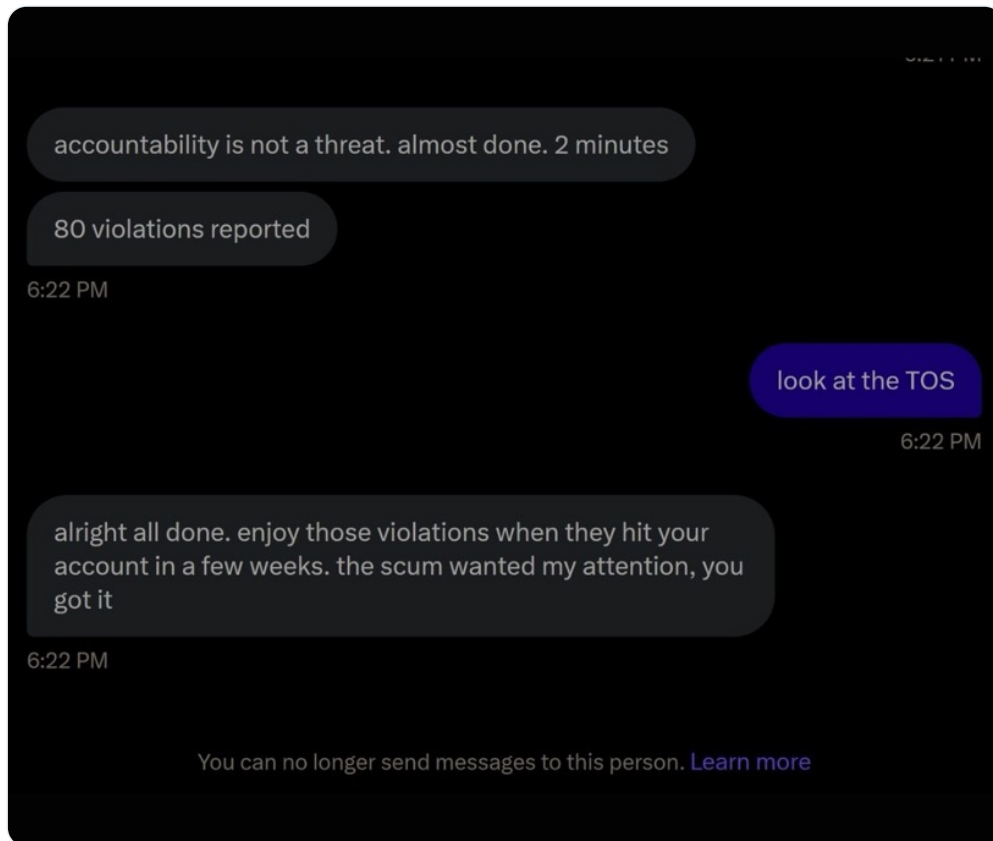 accountability is not a threat. almost done. 2 minutes
80 violations reported
6:22 PM
look at the TOS
6:22 PM
alright all done. enjoy those violations when they hit your
account in a few weeks. the scum wanted my attention, you
got it
6:22 PM
You can no longer send messages to this person. Learn more